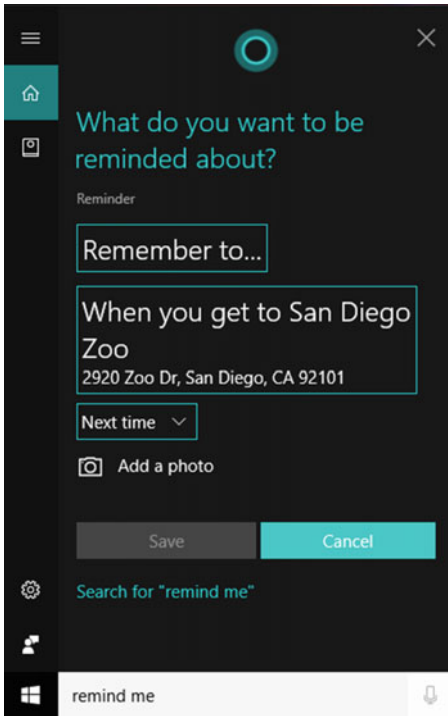 What do you want to be
reminded about?
Reminder
Remember to...
When you get to San Diego
Zoo
2920 Zoo Dr, San Diego, CA 92101
Next time
Add a photo
Save
Cancel
Search for "remind me"
remind me